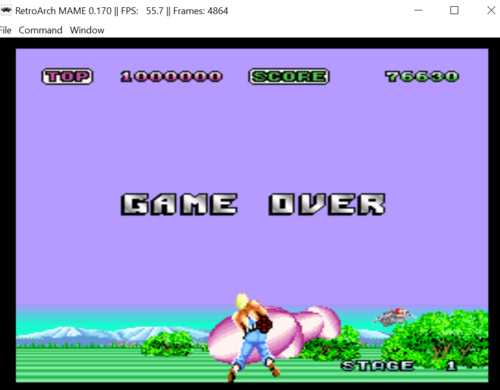 RetroArch MAME 0.170 || FPS: 55.7 || Frames: 4864
File Command Window
TOP 1000000 SCORE 76630
GAME OVER
STAGE 1